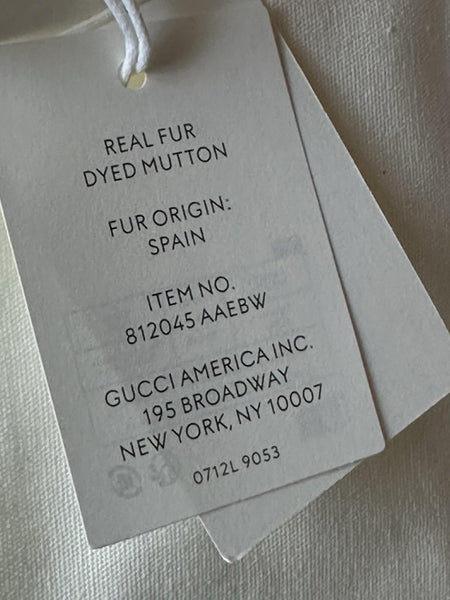 REAL FUR
DYED MUTTON
FUR ORIGIN:
SPAIN
ITEM NO.
812045 AAEBW
GUCCI AMERICA INC.
195 BROADWAY
NEW YORK, NY 10007
0712L 9053